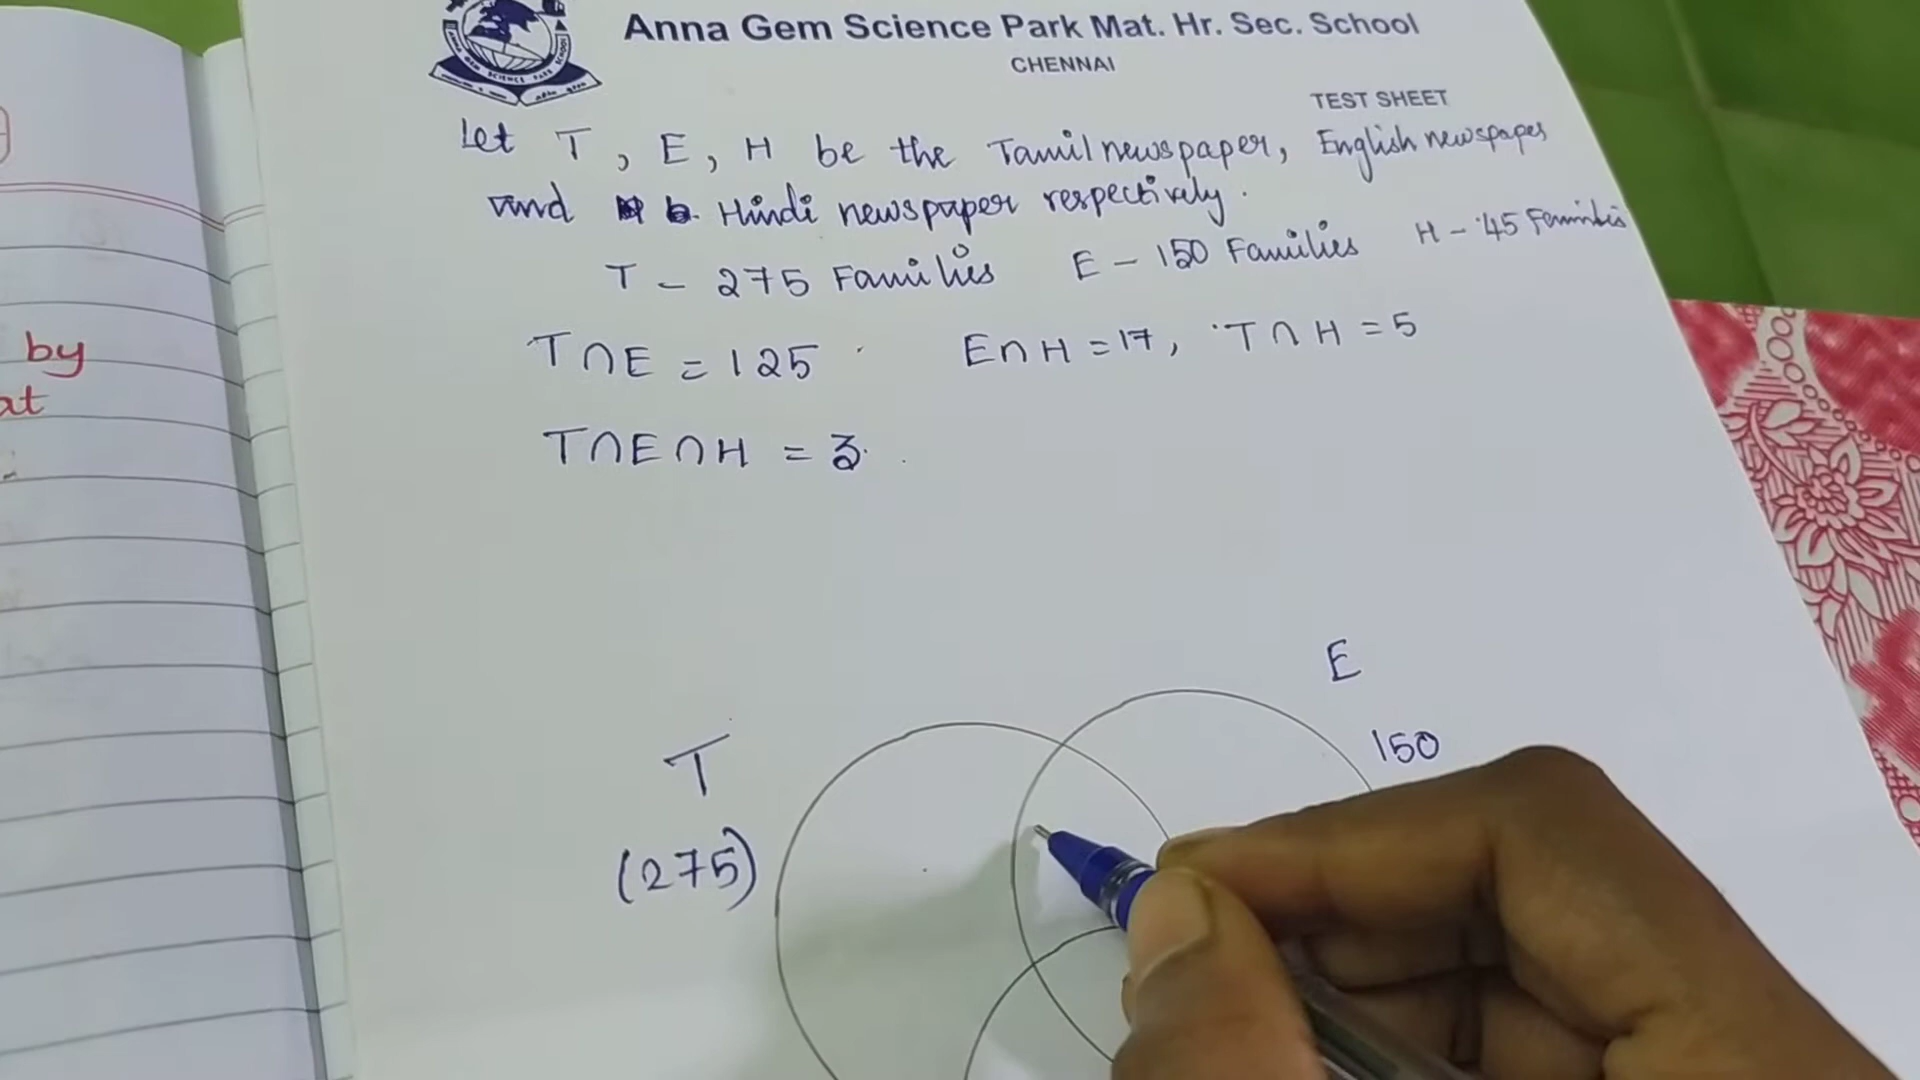 Anna Gem Science Park Mat. Hr. Sec. School
CHENNAI
TEST SHEET
Let T, E, H be the Tamil newspaper, English newspaper
and Hindi newspaper respectively.
T - 275 Families E - 150 Families H - 45 Families
T∩E = 125 E∩H = 17, T∩H = 5
T∩E∩H = 3
E
150
T
(275)
by
at